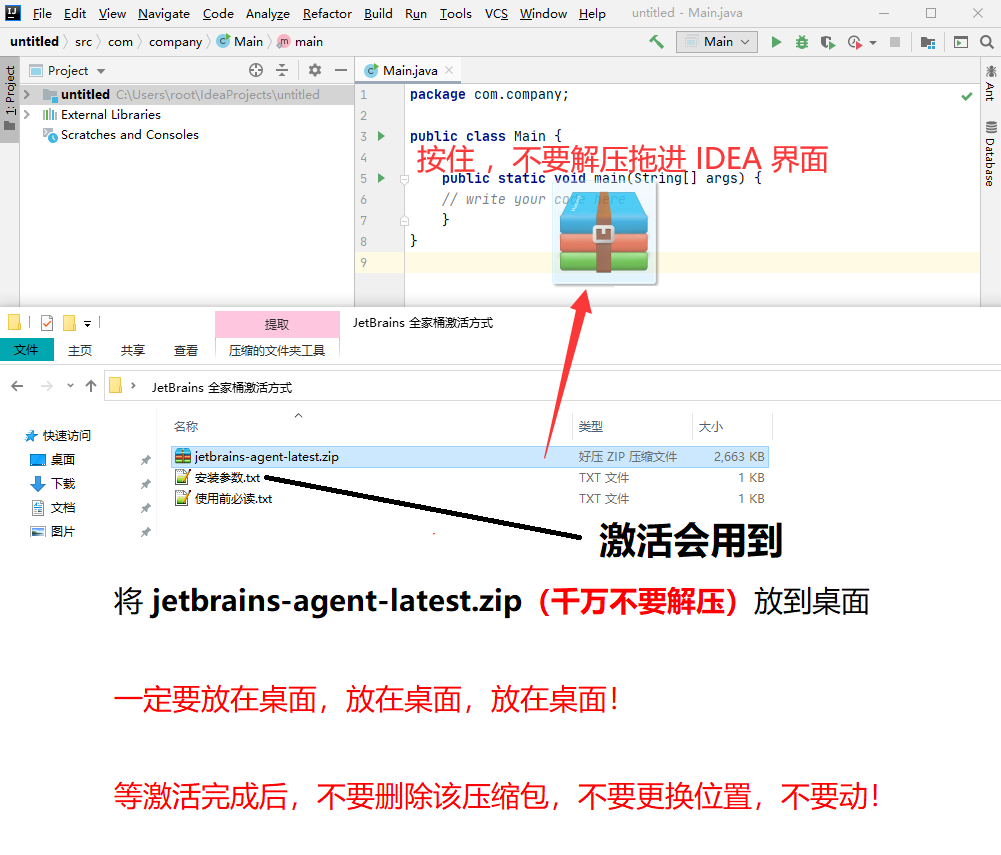 File Edit View Navigate Code Analyze Refactor Build Run Tools VCS Window Help untitled - Main.java
untitled src com company Main main Main
1: Project
Project
Main.java
untitled C:\Users\root\IdeaProjects\untitled
External Libraries
Scratches and Consoles
1 package com.company;
2
3 public class Main {
4
按住 ，不要解压拖进 IDEA 界面
5 public static void main(String[] args) {
6 // write your code here
7 }
8 }
9
Ant
Database
提取 JetBrains 全家桶激活方式
文件 主页 共享 查看 压缩的文件夹工具
JetBrains 全家桶激活方式
快速访问
桌面
下载
文档
图片
名称 类型 大小
jetbrains-agent-latest.zip 好压 ZIP 压缩文件 2,663 KB
安装参数.txt TXT 文件 1 KB
使用前必读.txt TXT 文件 1 KB
激活会用到
将 jetbrains-agent-latest.zip（千万不要解压）放到桌面
一定要放在桌面，放在桌面，放在桌面！
等激活完成后，不要删除该压缩包，不要更换位置，不要动！